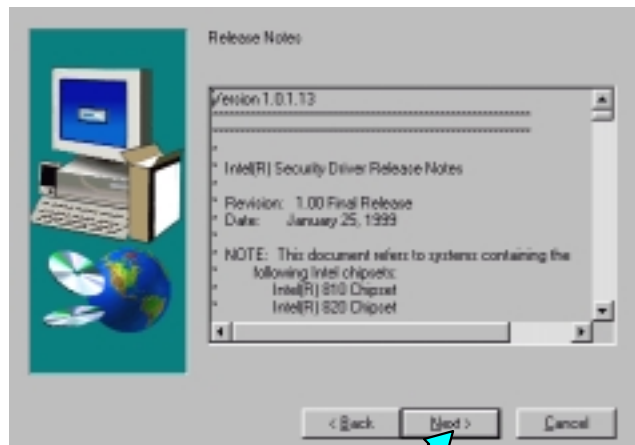 Release Notes
Version 1.0.1.13
--------------------------------------------------------------
--------------------------------------------------------------
*
* Intel(R) Security Driver Release Notes
*
* Revision: 1.00 Final Release
* Date: January 25, 1999
*
* NOTE: This document refers to systems containing the
* following Intel chipsets:
* Intel(R) 810 Chipset
* Intel(R) 820 Chipset
< Back Next > Cancel